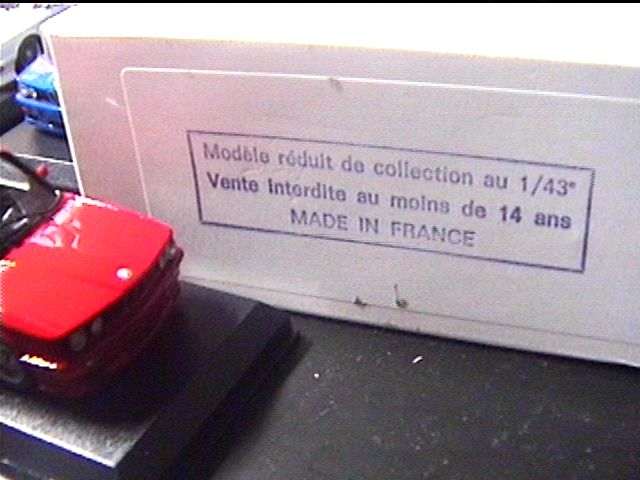 Modèle réduit de collection au 1/43e
Vente Interdite au moins de 14 ans
MADE IN FRANCE